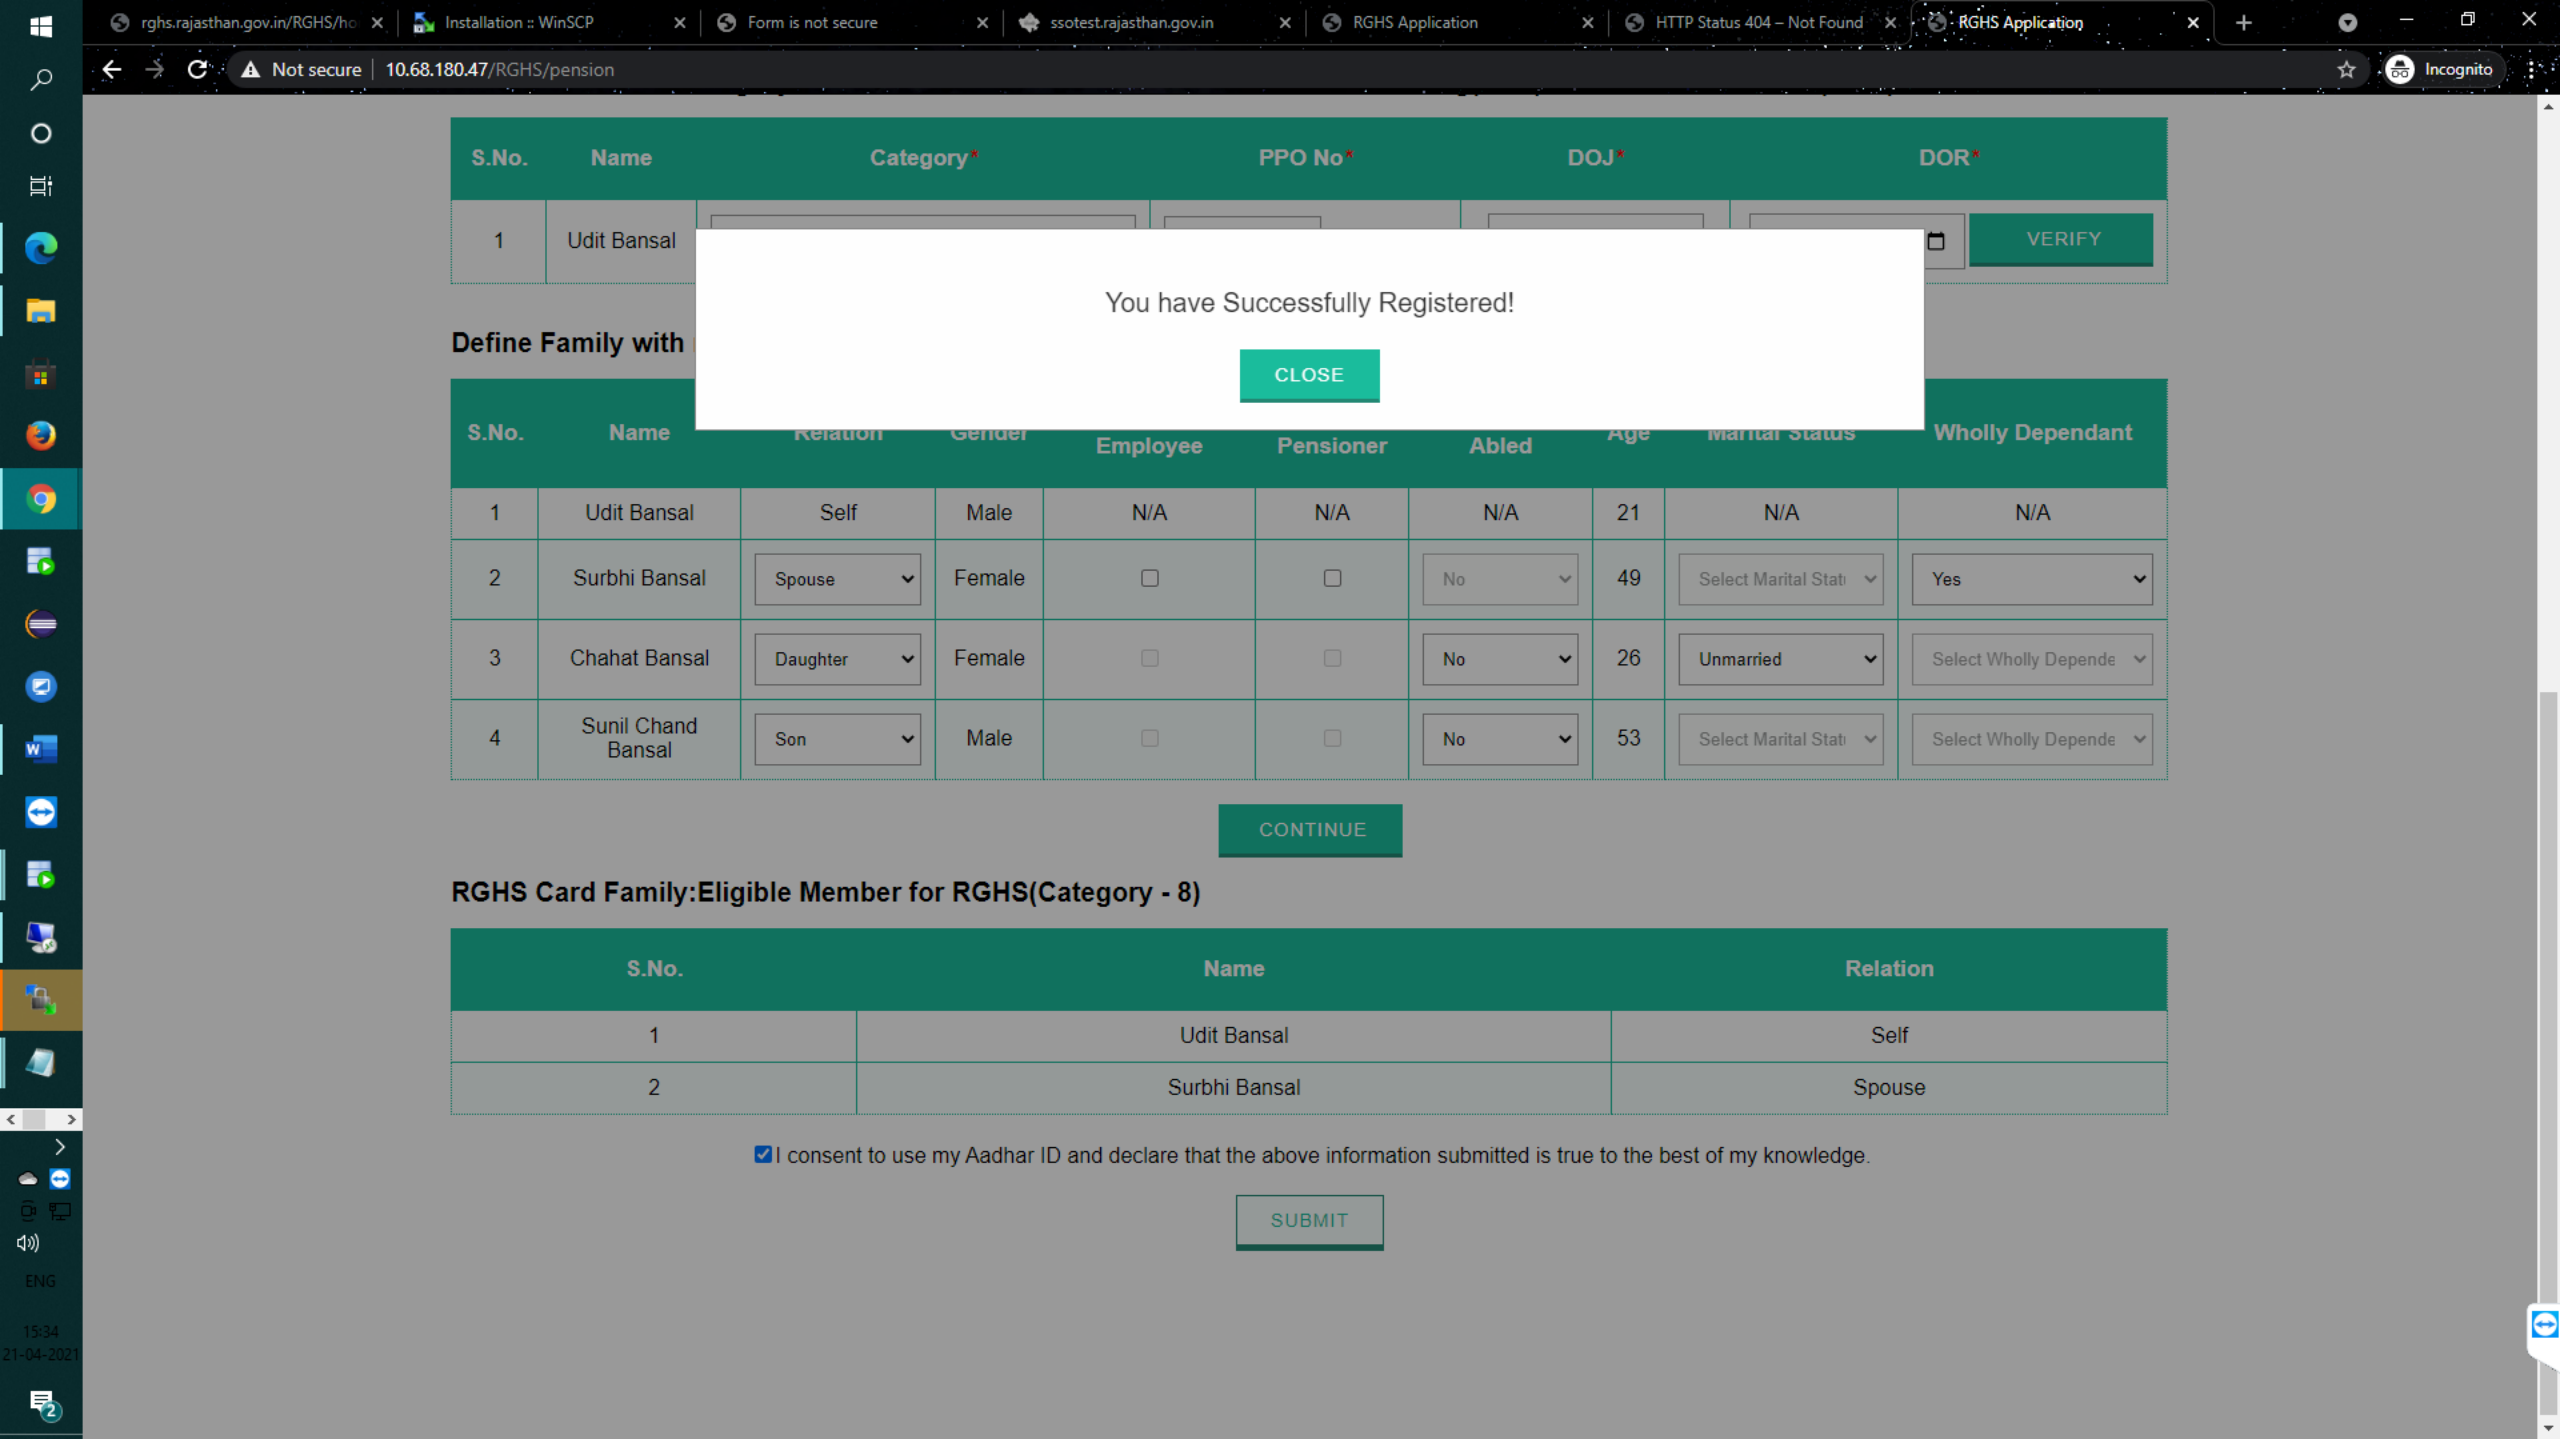 rghs.rajasthan.gov.in/RGHS/ho
Installation :: WinSCP
Form is not secure
ssotest.rajasthan.gov.in
RGHS Application
HTTP Status 404 – Not Found
RGHS Application
Not secure
10.68.180.47/RGHS/pension
Incognito
S.No. Name Category* PPO No* DOJ* DOR*
1 Udit Bansal VERIFY
You have Successfully Registered!
CLOSE
Define Family with
S.No. Name Relation Gender Employee Pensioner Abled Age Marital Status Wholly Dependant
1 Udit Bansal Self Male N/A N/A N/A 21 N/A N/A
2 Surbhi Bansal Spouse Female No 49 Select Marital Stat Yes
3 Chahat Bansal Daughter Female No 26 Unmarried Select Wholly Depende
4 Sunil Chand Bansal Son Male No 53 Select Marital Stat Select Wholly Depende
CONTINUE
RGHS Card Family:Eligible Member for RGHS(Category - 8)
S.No. Name Relation
1 Udit Bansal Self
2 Surbhi Bansal Spouse
I consent to use my Aadhar ID and declare that the above information submitted is true to the best of my knowledge.
SUBMIT
ENG
15:34
21-04-2021
2